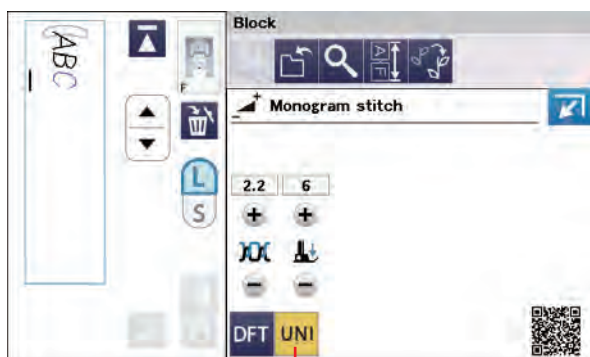 Block
ABC
F
A F
Monogram stitch
L
S
2.2 6
+ +
− −
DFT UNI